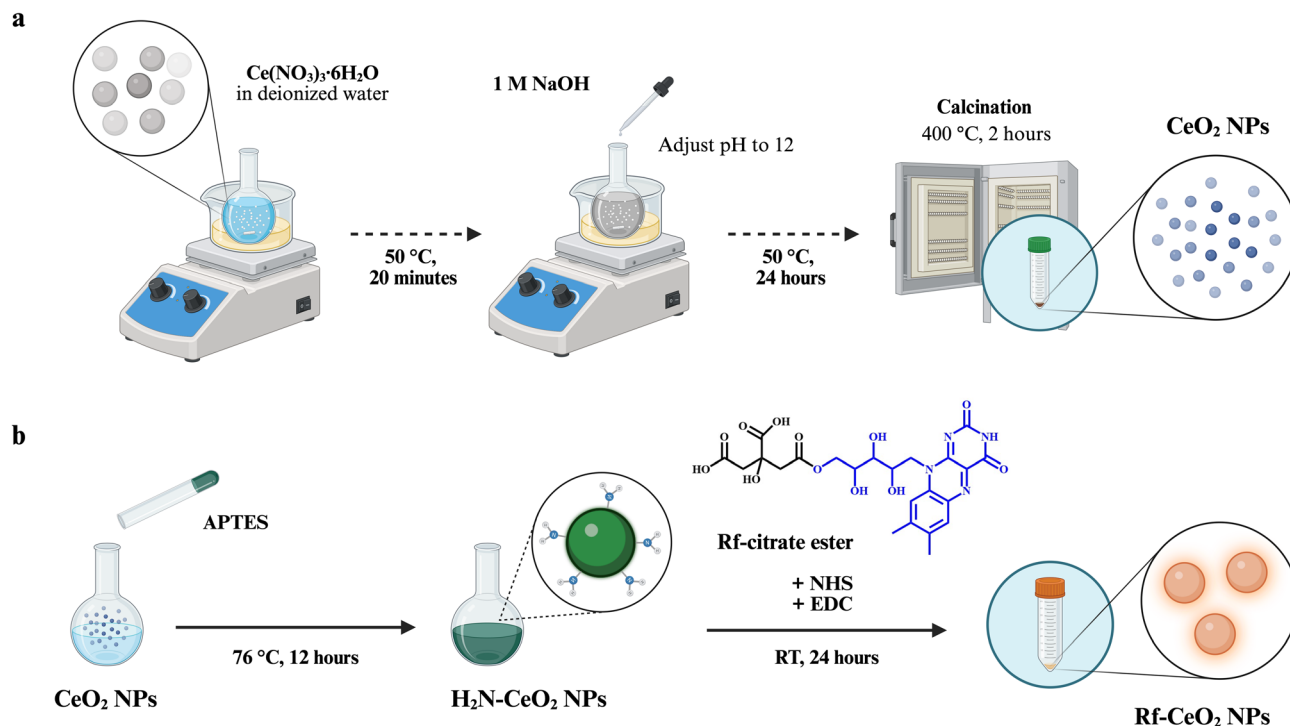 a
Ce(NO₃)₃·6H₂O
in deionized water
50 °C,
20 minutes
1 M NaOH
Adjust pH to 12
50 °C,
24 hours
Calcination
400 °C, 2 hours
CeO₂ NPs
b
APTES
CeO₂ NPs
76 °C, 12 hours
N
N
N
N
N
H₂N-CeO₂ NPs
O
OH
O
O
HO
HO
O
OH
OH
OH
N
N
O
NH
O
N
Rf-citrate ester
+ NHS
+ EDC
RT, 24 hours
Rf-CeO₂ NPs